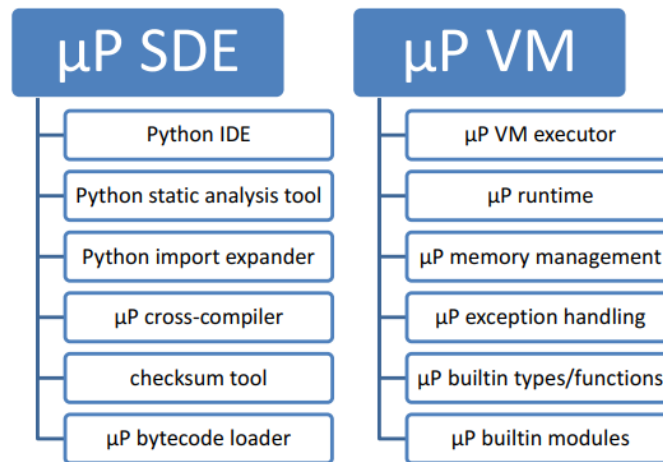 µP SDE
Python IDE
Python static analysis tool
Python import expander
µP cross-compiler
checksum tool
µP bytecode loader
µP VM
µP VM executor
µP runtime
µP memory management
µP exception handling
µP builtin types/functions
µP builtin modules